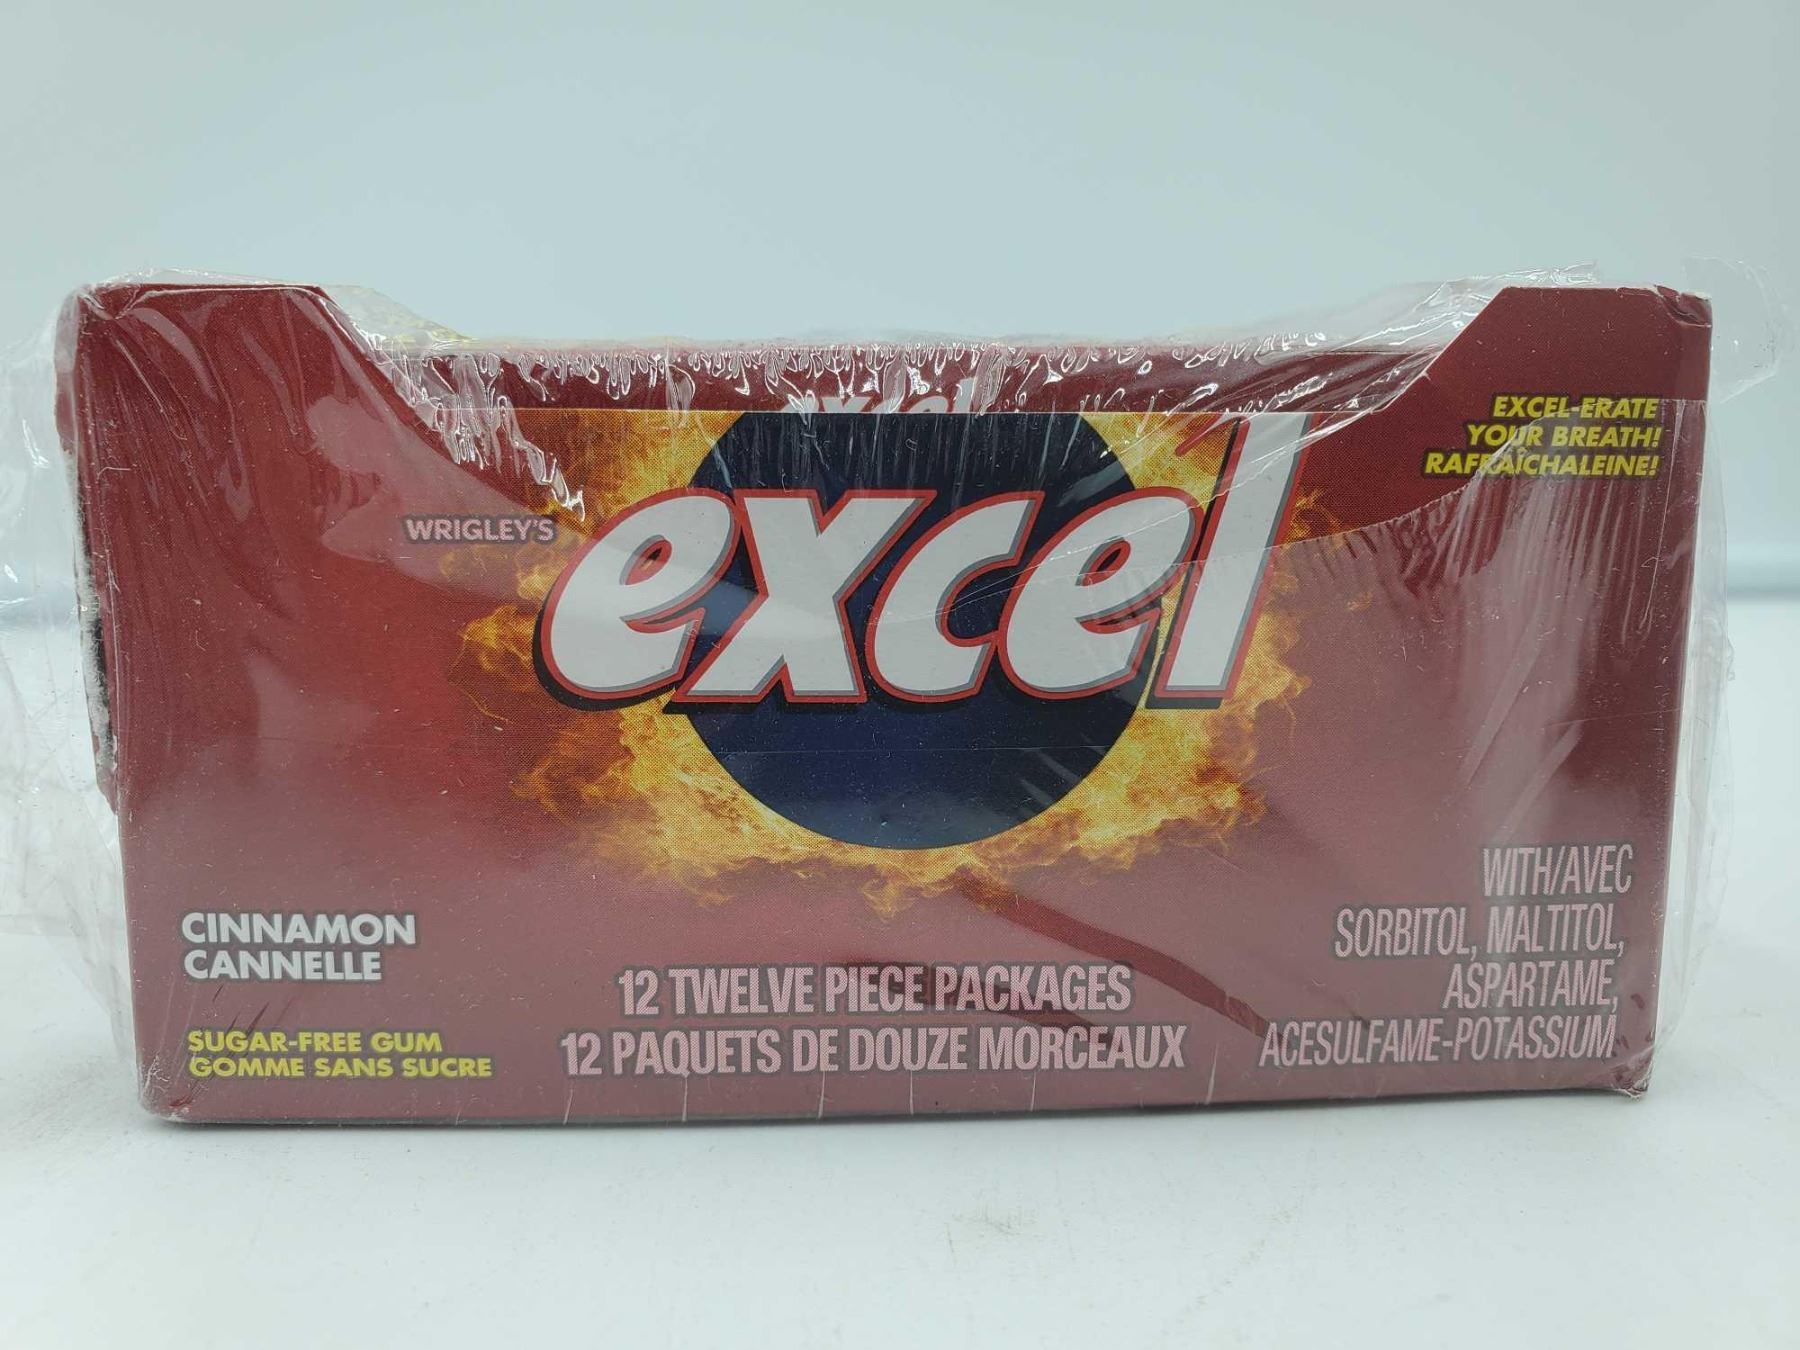 EXCEL-ERATE
YOUR BREATH!
RAFRAÎCHALEINE!
WRIGLEY'S
excel
CINNAMON
CANNELLE
SUGAR-FREE GUM
GOMME SANS SUCRE
12 TWELVE PIECE PACKAGES
12 PAQUETS DE DOUZE MORCEAUX
WITH/AVEC
SORBITOL, MALTITOL,
ASPARTAME,
ACESULFAME-POTASSIUM.